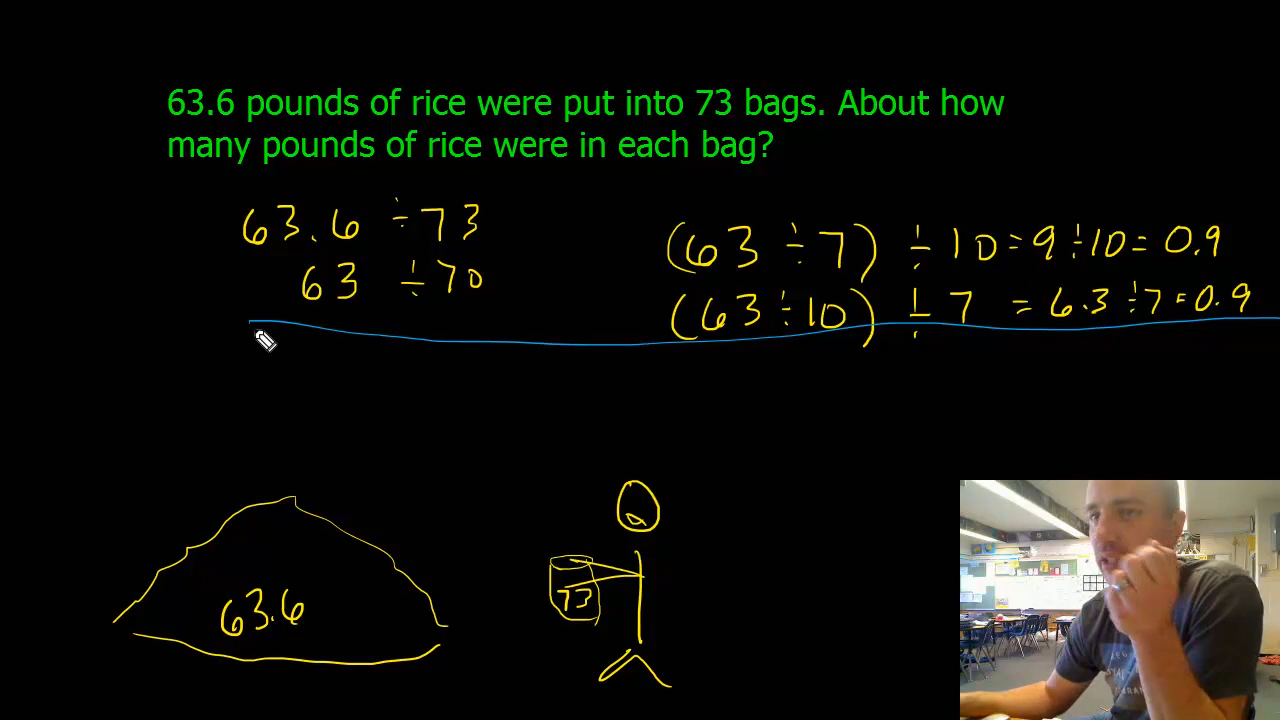 63.6 pounds of rice were put into 73 bags. About how
many pounds of rice were in each bag?
63.6 ÷ 73
63 ÷ 70
(63 ÷ 7) ÷ 10 = 9 ÷ 10 = 0.9
(63 ÷ 10) ÷ 7 = 6.3 ÷ 7 = 0.9
63.6
73